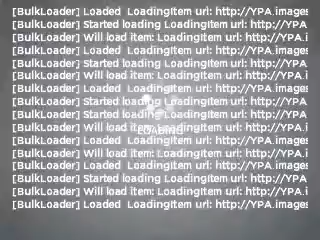 [BulkLoader] Loaded LoadingItem url: http://YPA.images
[BulkLoader] Started loading LoadingItem url: http://YPA
[BulkLoader] Will load item: LoadingItem url: http://YPA.i
[BulkLoader] Loaded LoadingItem url: http://YPA.images
[BulkLoader] Started loading LoadingItem url: http://YPA
[BulkLoader] Will load item: LoadingItem url: http://YPA.i
[BulkLoader] Loaded LoadingItem url: http://YPA.images
[BulkLoader] Started loading LoadingItem url: http://YPA
[BulkLoader] Started loading LoadingItem url: http://YPA
[BulkLoader] Will load item: LoadingItem url: http://YPA.i
LOADING
[BulkLoader] Loaded LoadingItem url: http://YPA.images
[BulkLoader] Will load item: LoadingItem url: http://YPA.i
[BulkLoader] Loaded LoadingItem url: http://YPA.images
[BulkLoader] Started loading LoadingItem url: http://YPA
[BulkLoader] Will load item: LoadingItem url: http://YPA.i
[BulkLoader] Loaded LoadingItem url: http://YPA.images